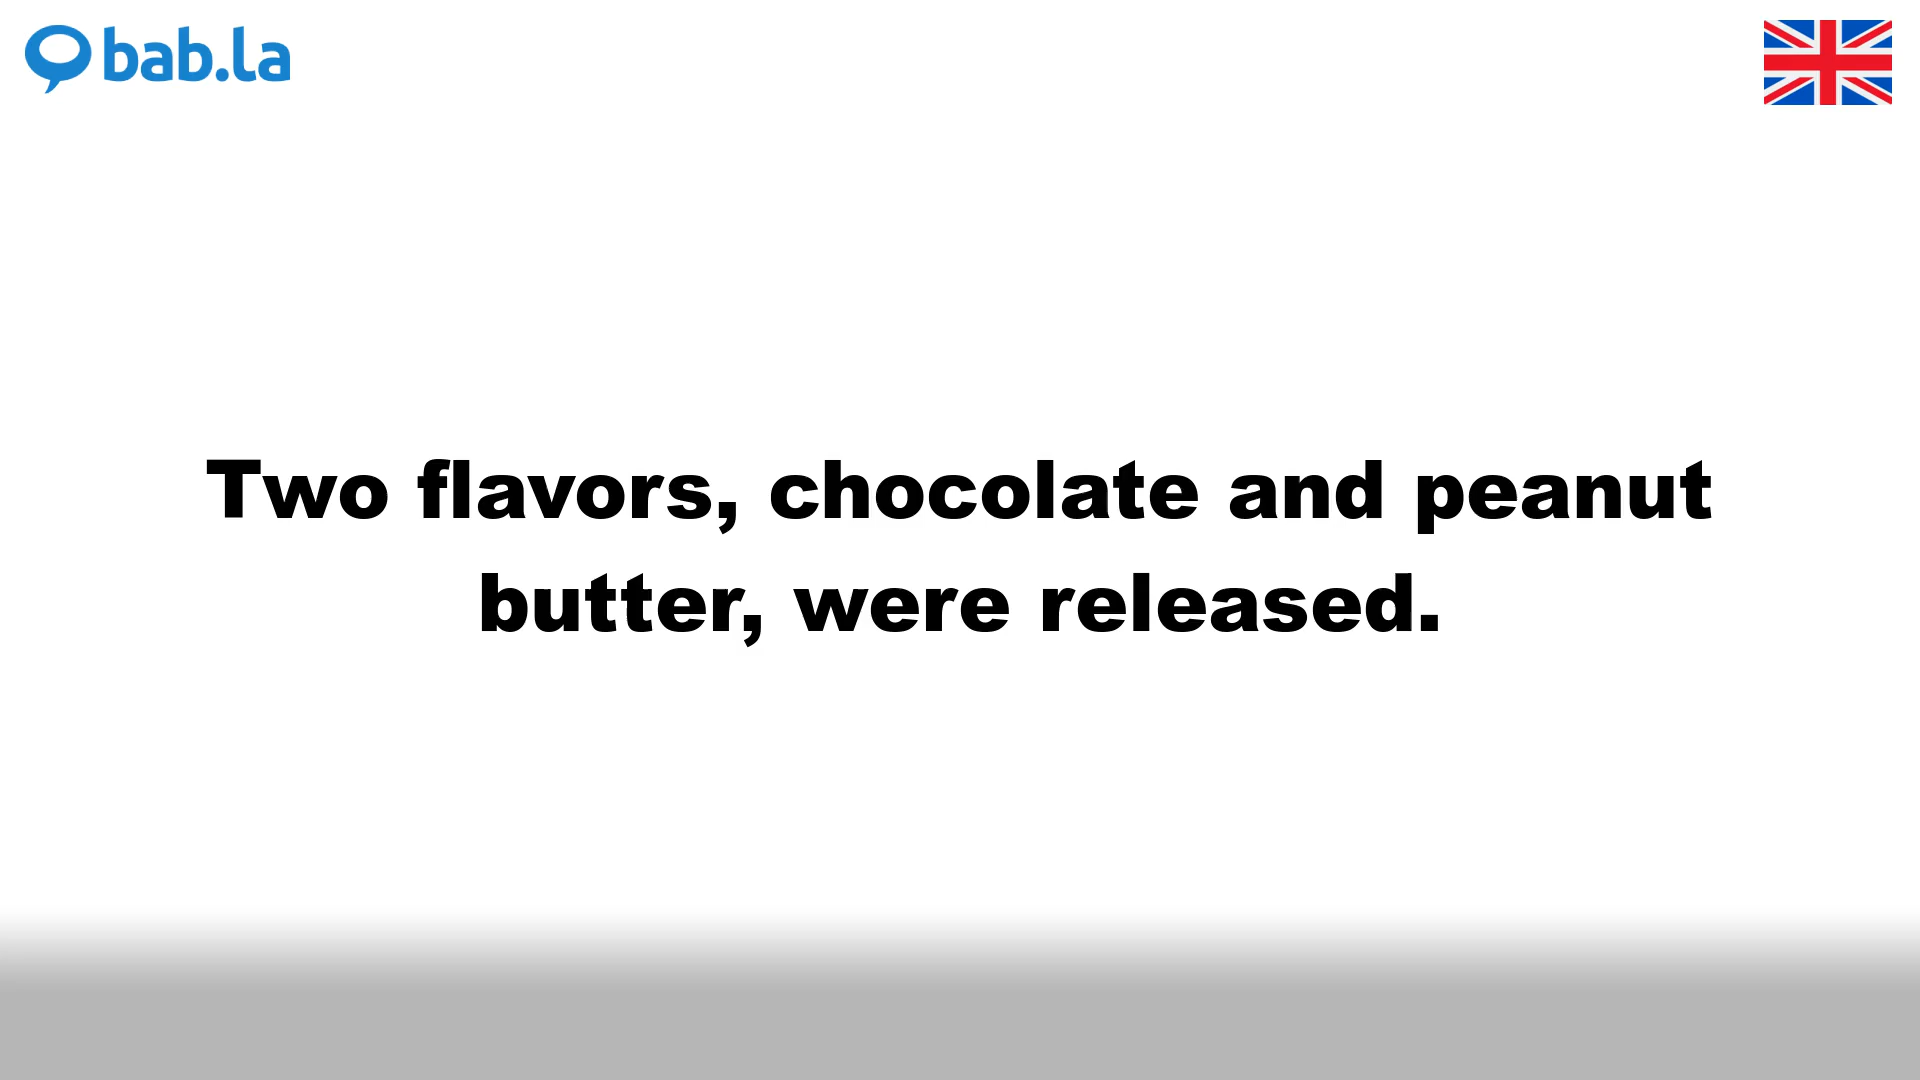 bab.la
Two flavors, chocolate and peanut
butter, were released.